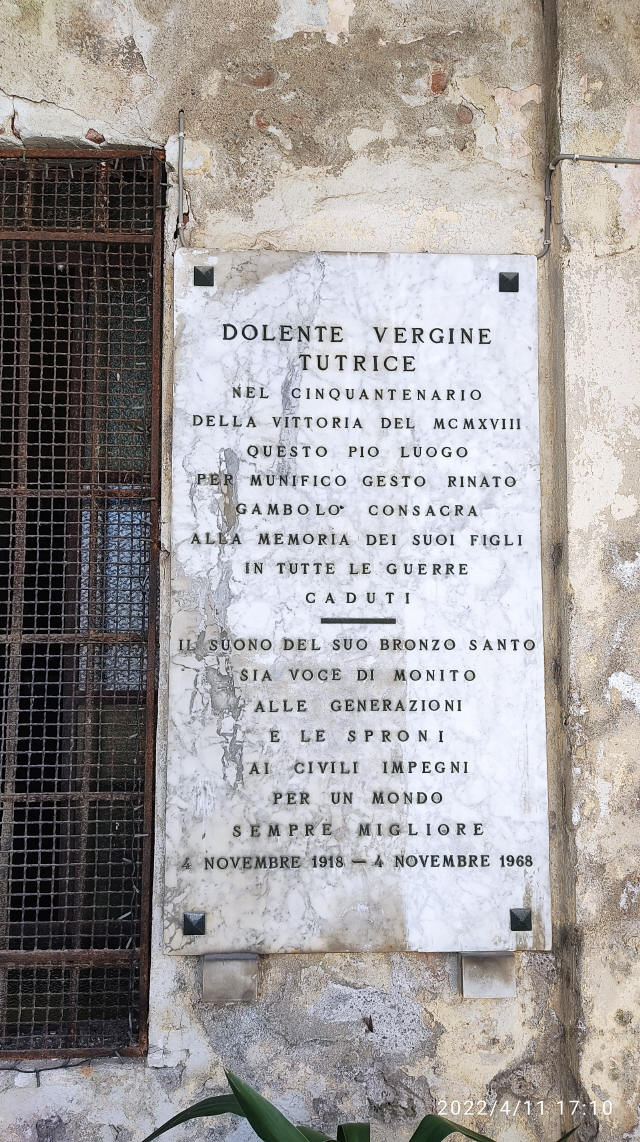 DOLENTE VERGINE
TUTRICE
NEL CINQUANTENARIO
DELLA VITTORIA DEL MCMXVIII
QUESTO PIO LUOGO
PER MUNIFICO GESTO RINATO
GAMBOLO' CONSACRA
ALLA MEMORIA DEI SUOI FIGLI
IN TUTTE LE GUERRE
CADUTI
IL SUONO DEL SUO BRONZO SANTO
SIA VOCE DI MONITO
ALLE GENERAZIONI
E LE SPRONI
AI CIVILI IMPEGNI
PER UN MONDO
SEMPRE MIGLIORE
4 NOVEMBRE 1918 — 4 NOVEMBRE 1968
2022/4/11 17:10